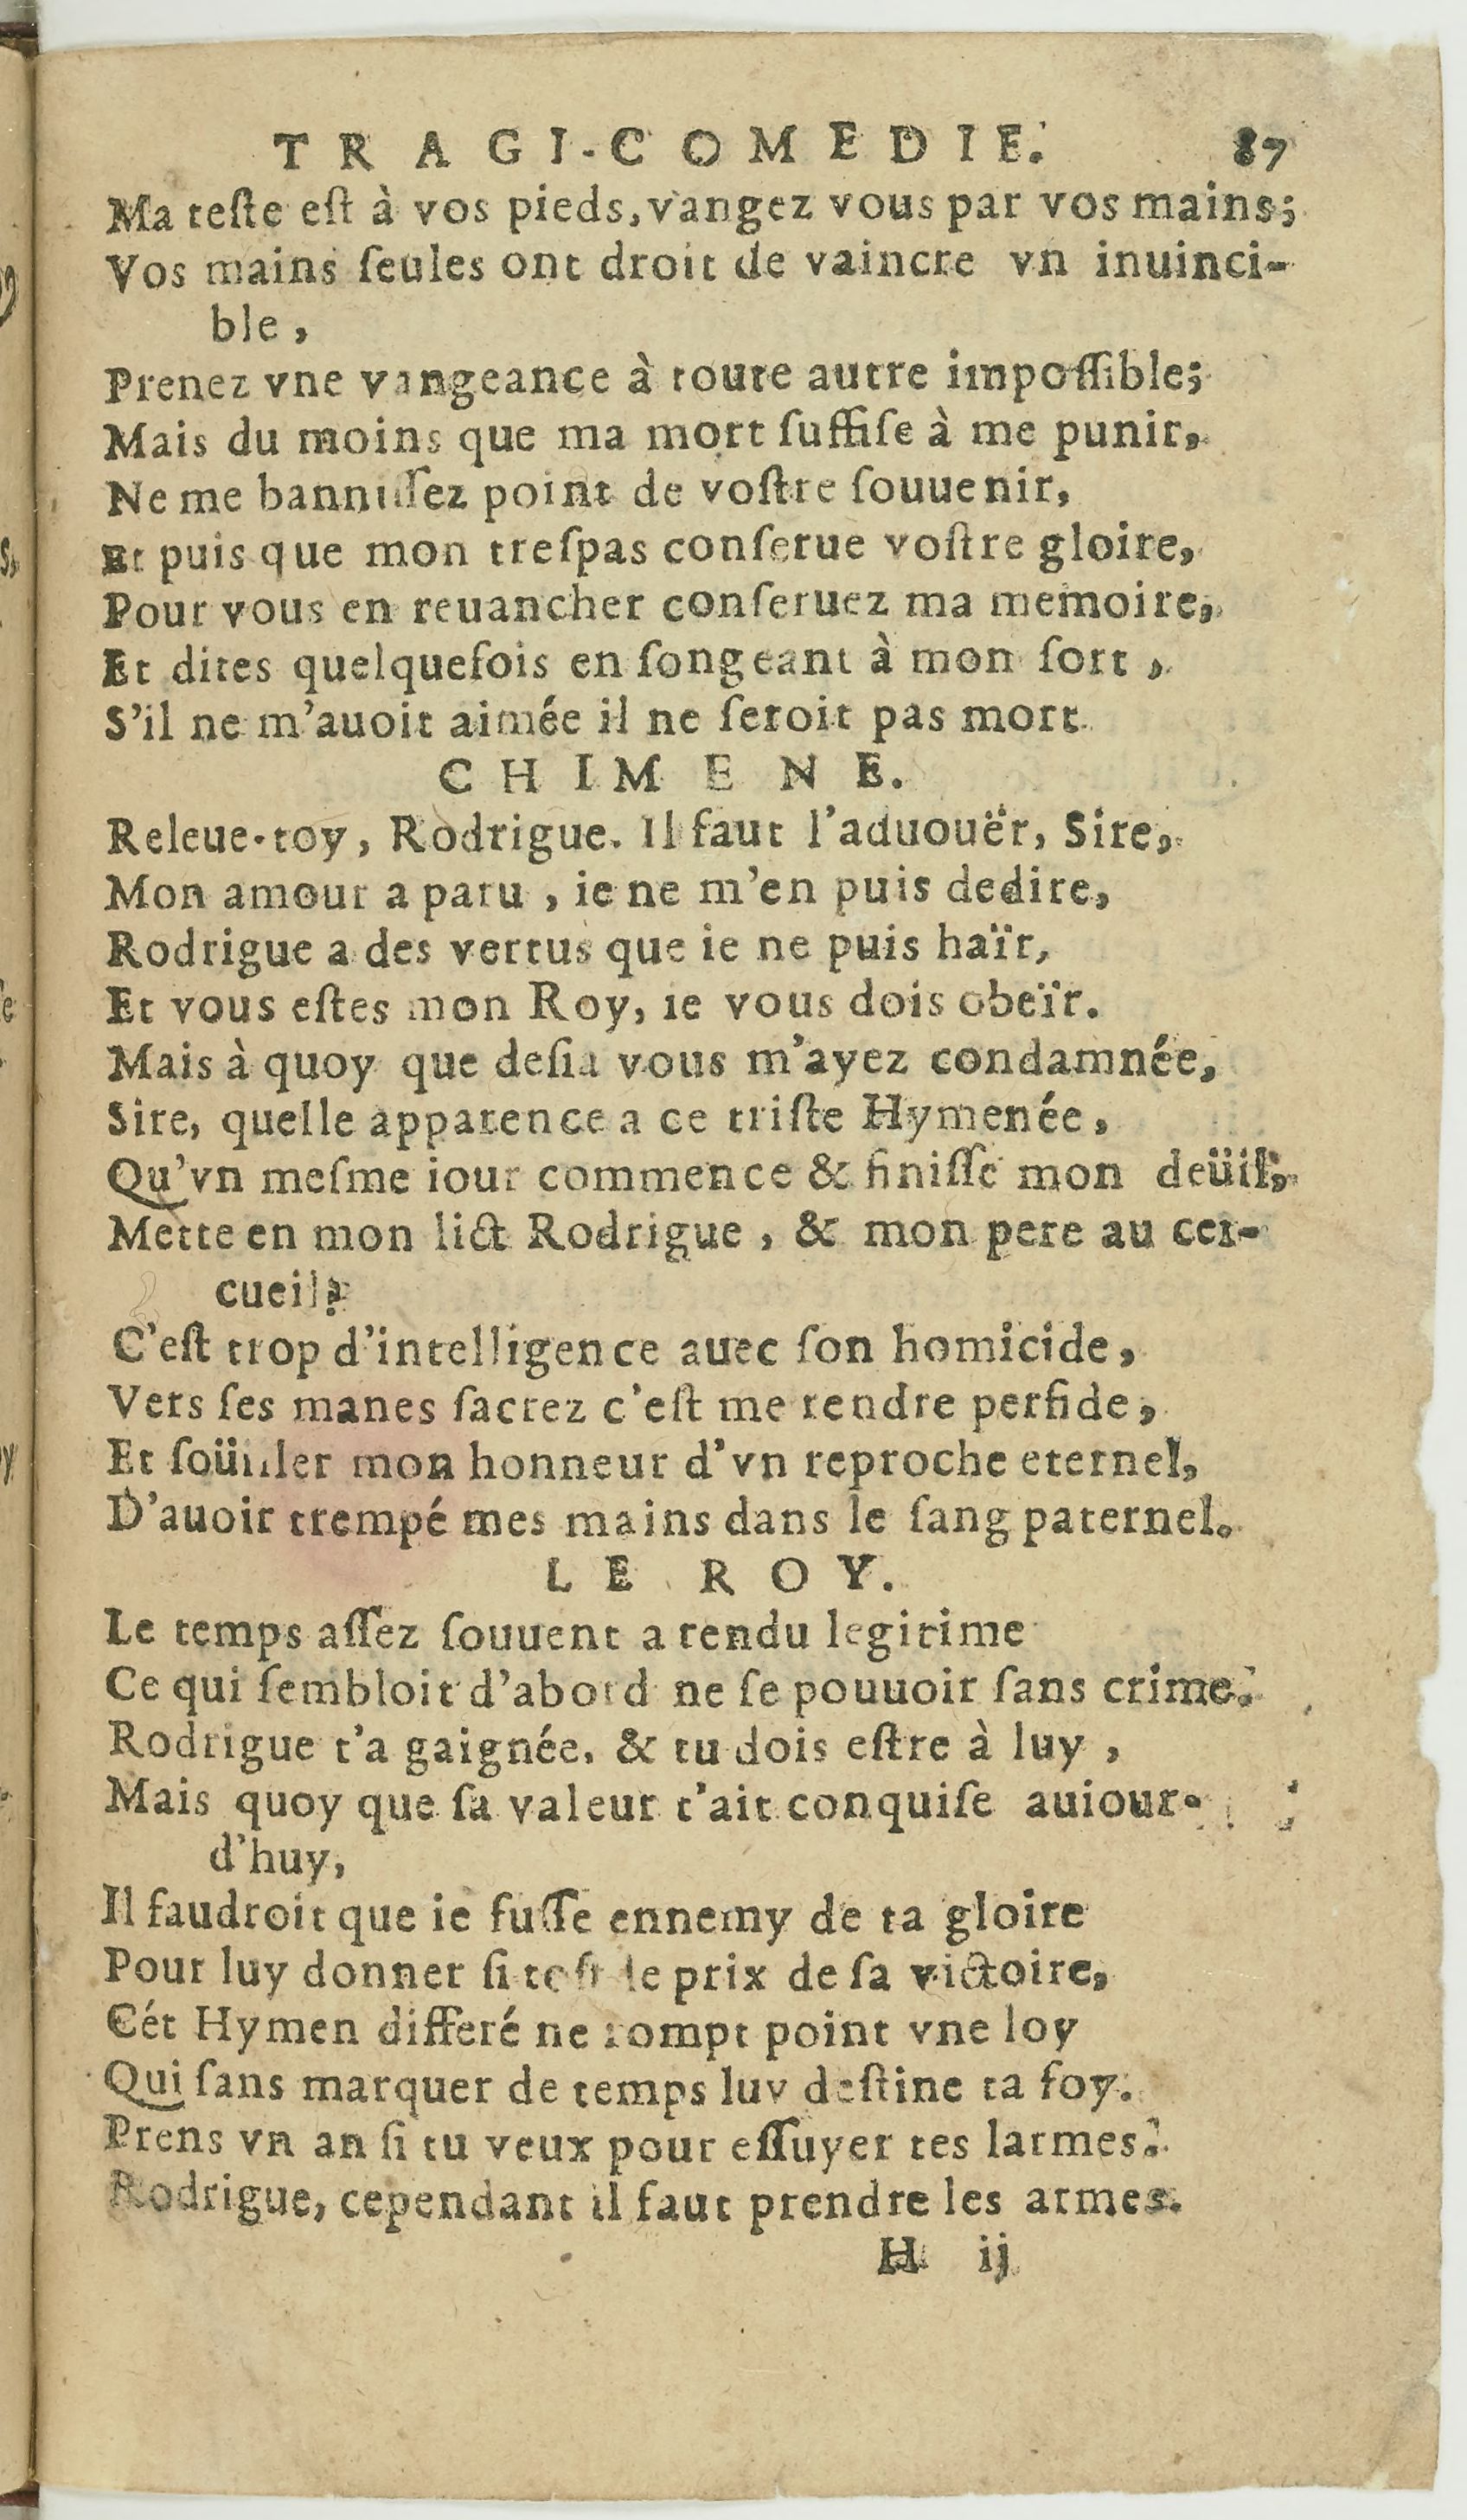 TRAGI-COMEDIE. 87
Ma teſte eſt à vos pieds, vangez vous par vos mains;
Vos mains ſeules ont droit de vaincre vn inuinci-
ble,
Prenez vne vangeance à toute autre impoſſible;
Mais du moins que ma mort ſuffiſe à me punir,
Ne me banniſſez point de voſtre ſouuenir,
Et puis que mon treſpas conſerue voſtre gloire,
Pour vous en reuancher conſeruez ma memoire,
Et dites quelquefois en ſongeant à mon ſort,
S'il ne m'auoit aimée il ne ſeroit pas mort.
CHIMENE.
Releue-toy, Rodrigue. Il faut l'aduouër, Sire,
Mon amour a paru, ie ne m'en puis dedire,
Rodrigue a des vertus que ie ne puis haïr,
Et vous eſtes mon Roy, ie vous dois obeïr.
Mais à quoy que deſia vous m'ayez condamnée,
Sire, quelle apparence a ce triſte Hymenée,
Qu'vn meſme iour commence & finiſſe mon deüil,
Mette en mon lict Rodrigue, & mon pere au cer-
cueil?
C'eſt trop d'intelligence auec ſon homicide,
Vers ſes manes ſacrez c'eſt me rendre perfide,
Et ſoüiller mon honneur d'vn reproche eternel,
D'auoir trempé mes mains dans le ſang paternel.
LE ROY.
Le temps aſſez ſouuent a rendu legitime
Ce qui ſembloit d'abord ne ſe pouuoir ſans crime.
Rodrigue t'a gaignée, & tu dois eſtre à luy,
Mais quoy que ſa valeur t'ait conquiſe auiour-
d'huy,
Il faudroit que ie fuſſe ennemy de ta gloire
Pour luy donner ſi toſt le prix de ſa victoire,
Cét Hymen differé ne rompt point vne loy
Qui ſans marquer de temps luy deſtine ta foy.
Prens vn an ſi tu veux pour eſſuyer tes larmes.
Rodrigue, cependant il faut prendre les armes.
H ij